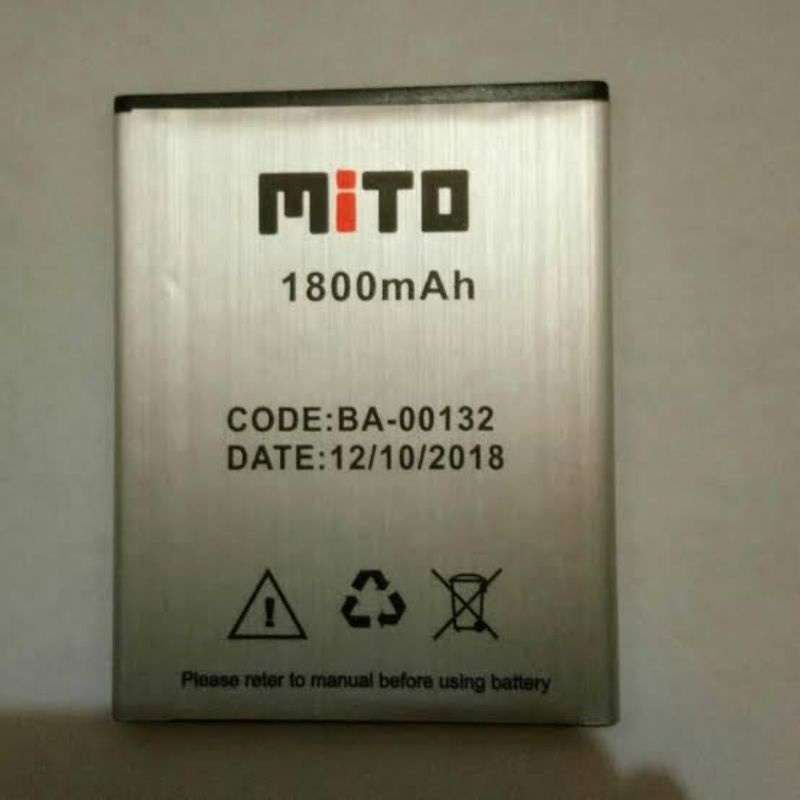 MiTO
1800mAh
CODE:BA-00132
DATE:12/10/2018
Please refer to manual before using battery